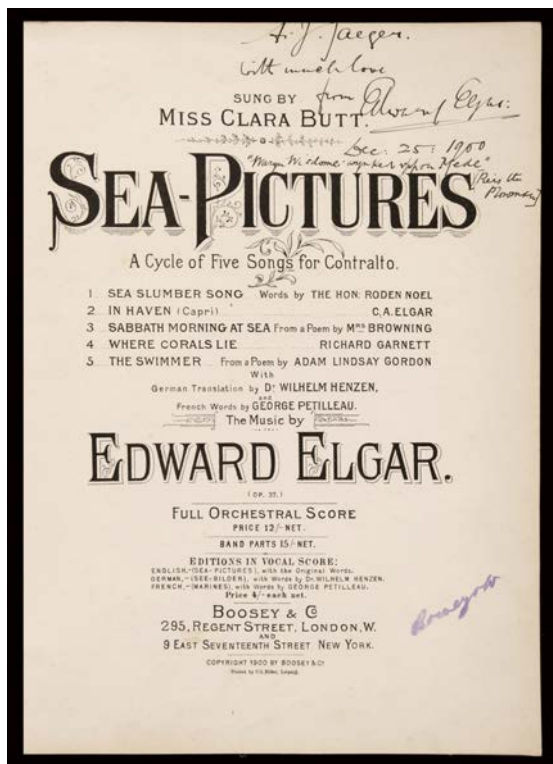 A. J. Jaeger.
with much love
from Edward Elgar.
SUNG BY
MISS CLARA BUTT.
Dec: 25: 1900
SEA-PICTURES
[Piers the
Plowman]
A Cycle of Five Songs for Contralto.
1 SEA SLUMBER SONG Words by THE HON: RODEN NOEL
2 IN HAVEN (Capri) C.A. ELGAR
3 SABBATH MORNING AT SEA From a Poem by MRS BROWNING
4 WHERE CORALS LIE RICHARD GARNETT
5 THE SWIMMER From a Poem by ADAM LINDSAY GORDON
With
German Translation by Dr. WILHELM HENZEN,
and
French Words by GEORGE PETILLEAU.
The Music by
EDWARD ELGAR.
(OP. 37.)
FULL ORCHESTRAL SCORE
PRICE 12/- NET.
BAND PARTS 15/- NET.
EDITIONS IN VOCAL SCORE:
ENGLISH,-(SEA-PICTURES), with the Original Words.
GERMAN,-(SEE-BILDER), with Words by Dr. WILHELM HENZEN.
FRENCH,-(MARINES), with Words by GEORGE PETILLEAU.
Price 4/- each net.
BOOSEY & Co
295, REGENT STREET, LONDON, W.
AND
9 EAST SEVENTEENTH STREET NEW YORK.
COPYRIGHT 1900 BY BOOSEY & Co